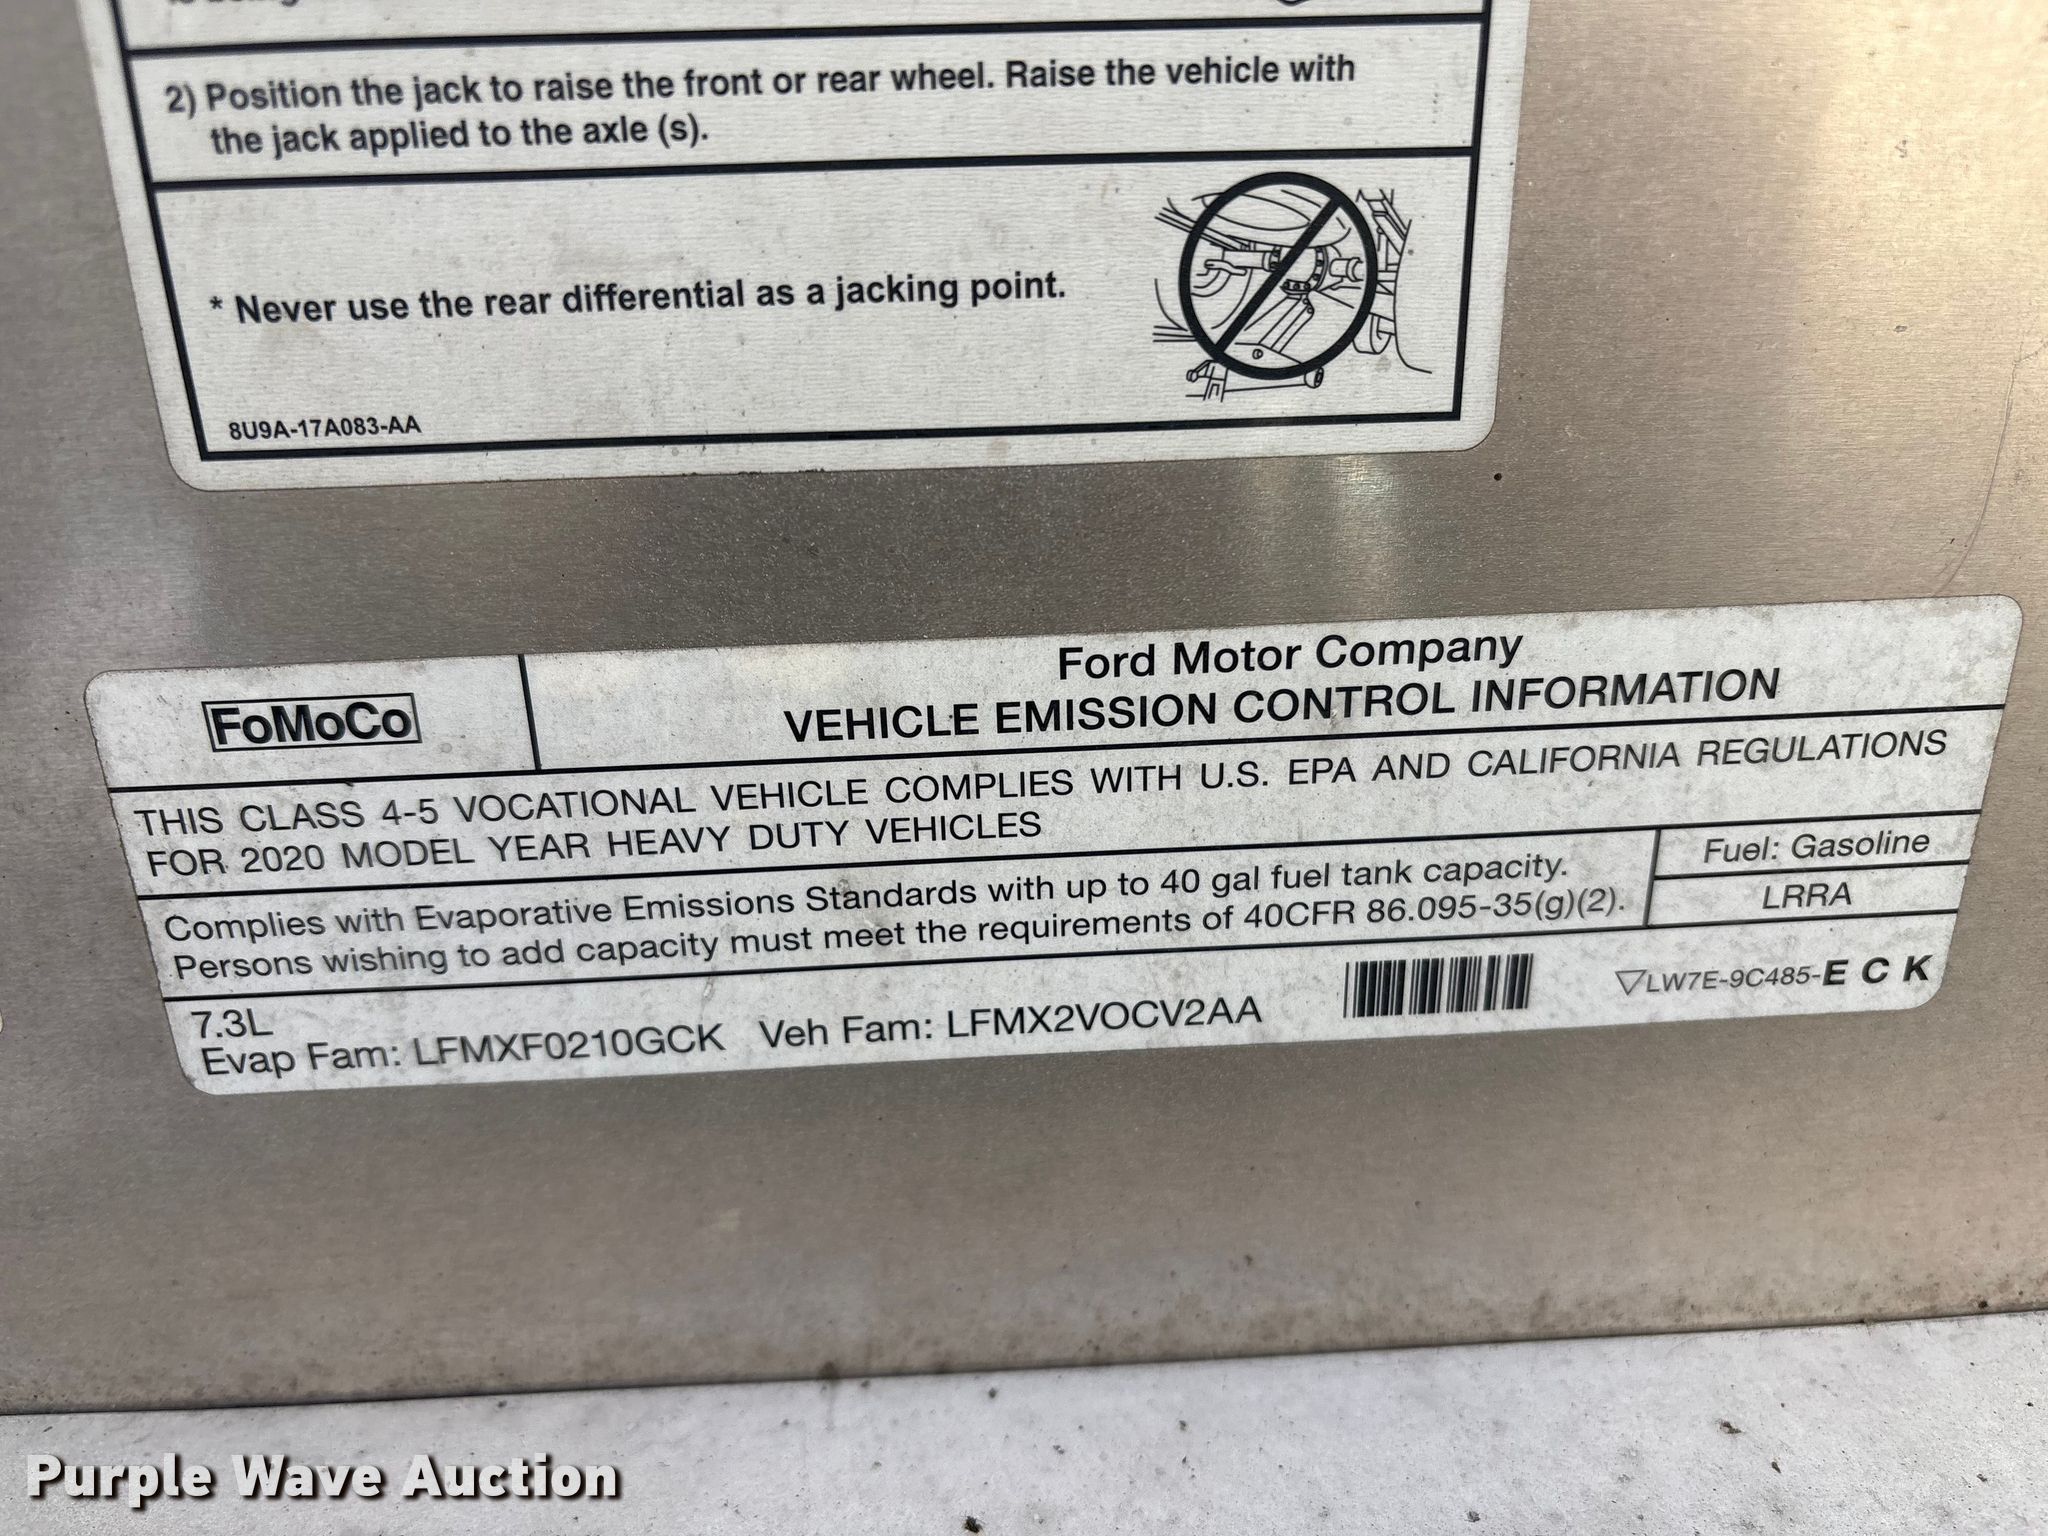 2) Position the jack to raise the front or rear wheel. Raise the vehicle with
the jack applied to the axle (s).
* Never use the rear differential as a jacking point.
8U9A-17A083-AA
FoMoCo
Ford Motor Company
VEHICLE EMISSION CONTROL INFORMATION
THIS CLASS 4-5 VOCATIONAL VEHICLE COMPLIES WITH U.S. EPA AND CALIFORNIA REGULATIONS
FOR 2020 MODEL YEAR HEAVY DUTY VEHICLES
Complies with Evaporative Emissions Standards with up to 40 gal fuel tank capacity.
Persons wishing to add capacity must meet the requirements of 40CFR 86.095-35(g)(2).
Fuel: Gasoline
LRRA
7.3L
Evap Fam: LFMXF0210GCK Veh Fam: LFMX2VOCV2AA
LW7E-9C485-E C K
Purple Wave Auction